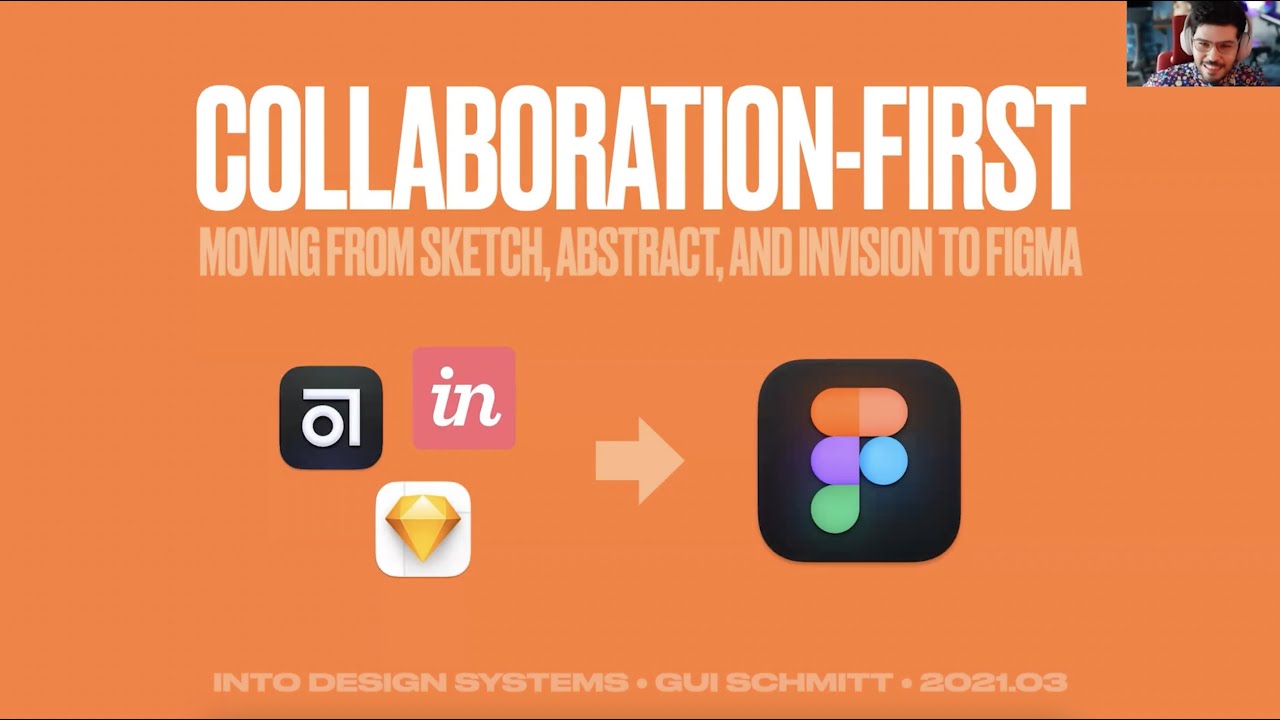 COLLABORATION-FIRST
MOVING FROM SKETCH, ABSTRACT, AND INVISION TO FIGMA
in
INTO DESIGN SYSTEMS • GUI SCHMITT • 2021.03